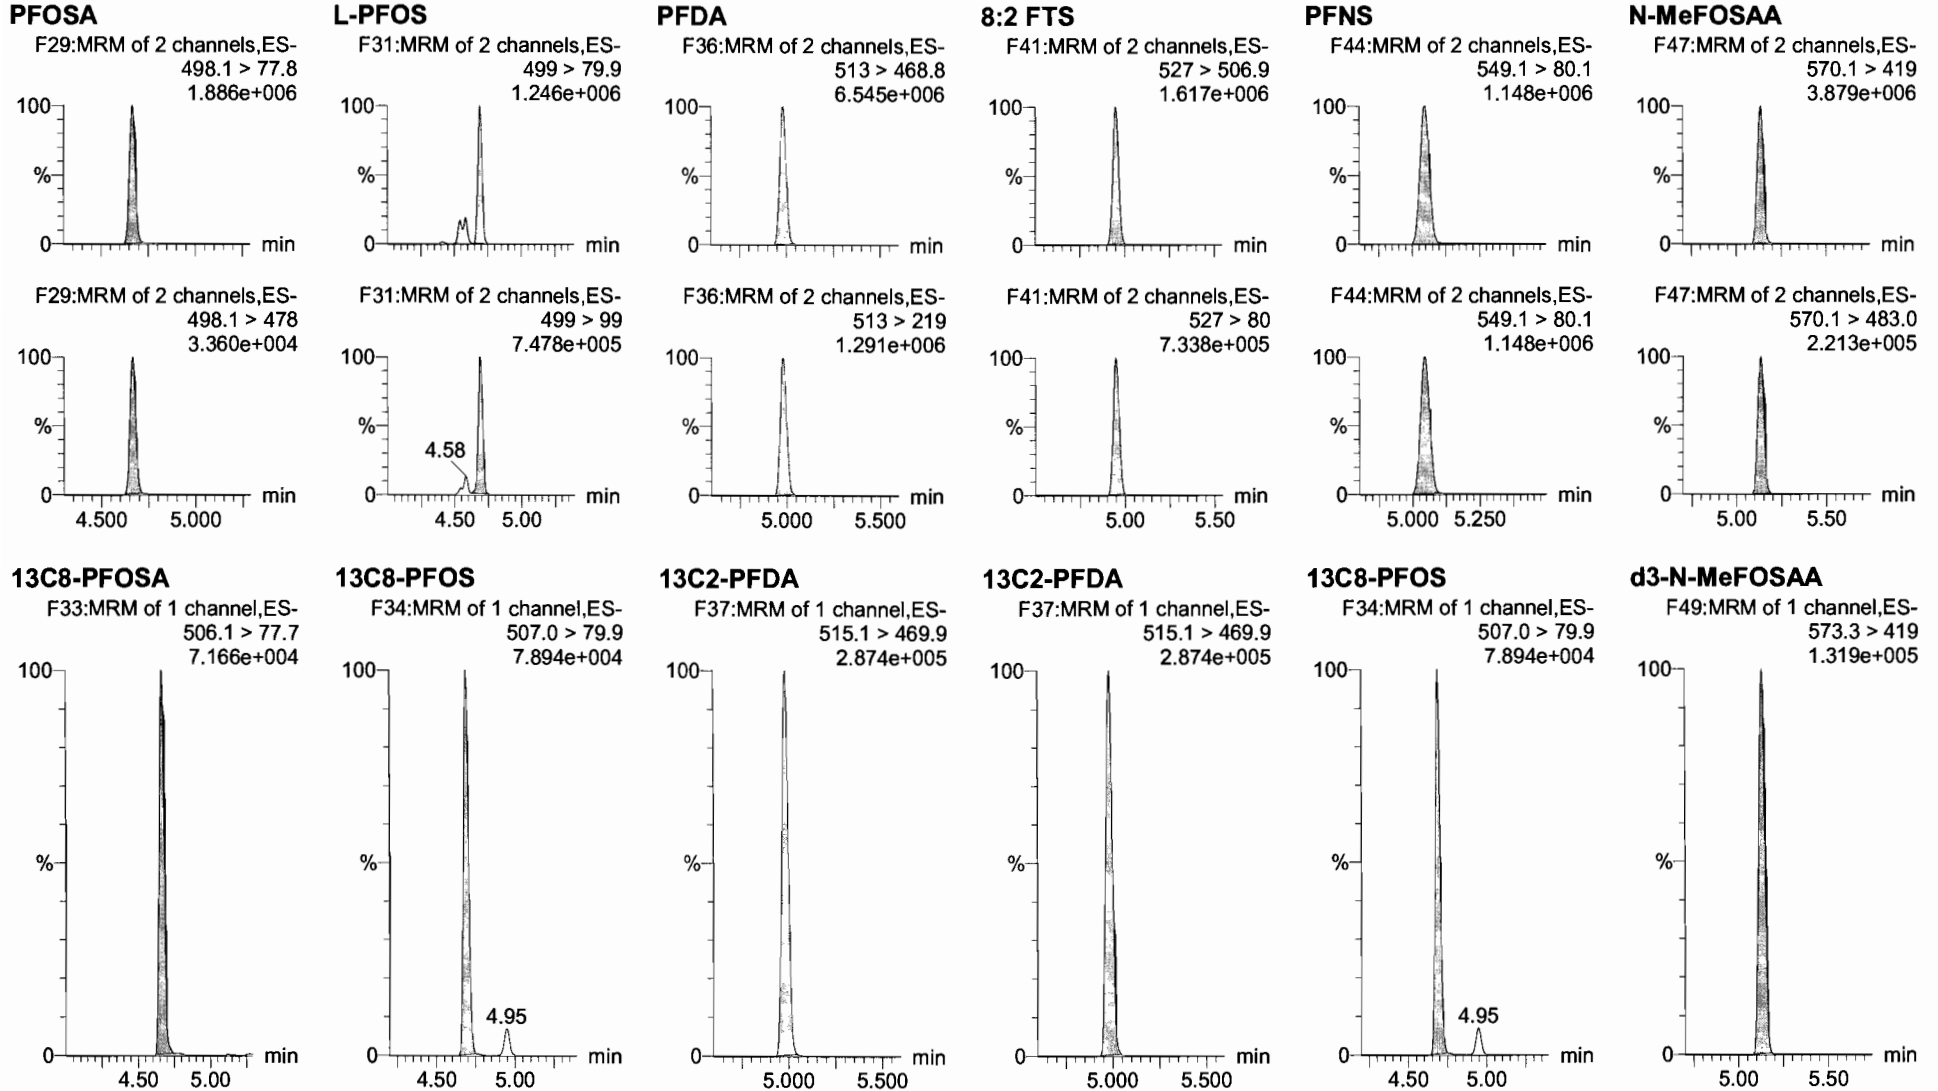 PFOSA
F29:MRM of 2 channels,ES-
498.1 > 77.8
1.886e+006
100
%
0
min
F29:MRM of 2 channels,ES-
498.1 > 478
3.360e+004
100
%
0
min
4.500 5.000
L-PFOS
F31:MRM of 2 channels,ES-
499 > 79.9
1.246e+006
100
%
0
min
F31:MRM of 2 channels,ES-
499 > 99
7.478e+005
100
%
4.58
0
min
4.50 5.00
PFDA
F36:MRM of 2 channels,ES-
513 > 468.8
6.545e+006
100
%
0
min
F36:MRM of 2 channels,ES-
513 > 219
1.291e+006
100
%
0
min
5.000 5.500
8:2 FTS
F41:MRM of 2 channels,ES-
527 > 506.9
1.617e+006
100
%
0
min
F41:MRM of 2 channels,ES-
527 > 80
7.338e+005
100
%
0
min
5.00 5.50
PFNS
F44:MRM of 2 channels,ES-
549.1 > 80.1
1.148e+006
100
%
0
min
F44:MRM of 2 channels,ES-
549.1 > 80.1
1.148e+006
100
%
0
min
5.000 5.250
N-MeFOSAA
F47:MRM of 2 channels,ES-
570.1 > 419
3.879e+006
100
%
0
min
F47:MRM of 2 channels,ES-
570.1 > 483.0
2.213e+005
100
%
0
min
5.00 5.50
13C8-PFOSA
F33:MRM of 1 channel,ES-
506.1 > 77.7
7.166e+004
100
%
0
min
4.50 5.00
13C8-PFOS
F34:MRM of 1 channel,ES-
507.0 > 79.9
7.894e+004
100
%
4.95
0
min
4.50 5.00
13C2-PFDA
F37:MRM of 1 channel,ES-
515.1 > 469.9
2.874e+005
100
%
0
min
5.000 5.500
13C2-PFDA
F37:MRM of 1 channel,ES-
515.1 > 469.9
2.874e+005
100
%
0
min
5.000 5.500
13C8-PFOS
F34:MRM of 1 channel,ES-
507.0 > 79.9
7.894e+004
100
%
4.95
0
min
4.50 5.00
d3-N-MeFOSAA
F49:MRM of 1 channel,ES-
573.3 > 419
1.319e+005
100
%
0
min
5.00 5.50